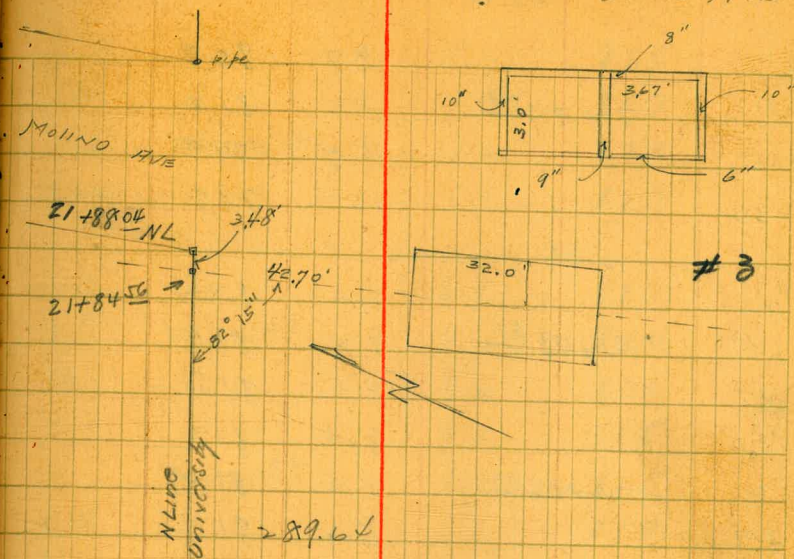 pipe
Molino Ave
21+88 04 NL
3.48'
21+84 56
42.70'
82° 15"
N Line
University
289.64
8"
10"
3.0'
3.67'
10"
9"
6"
32.0'
# 3
N